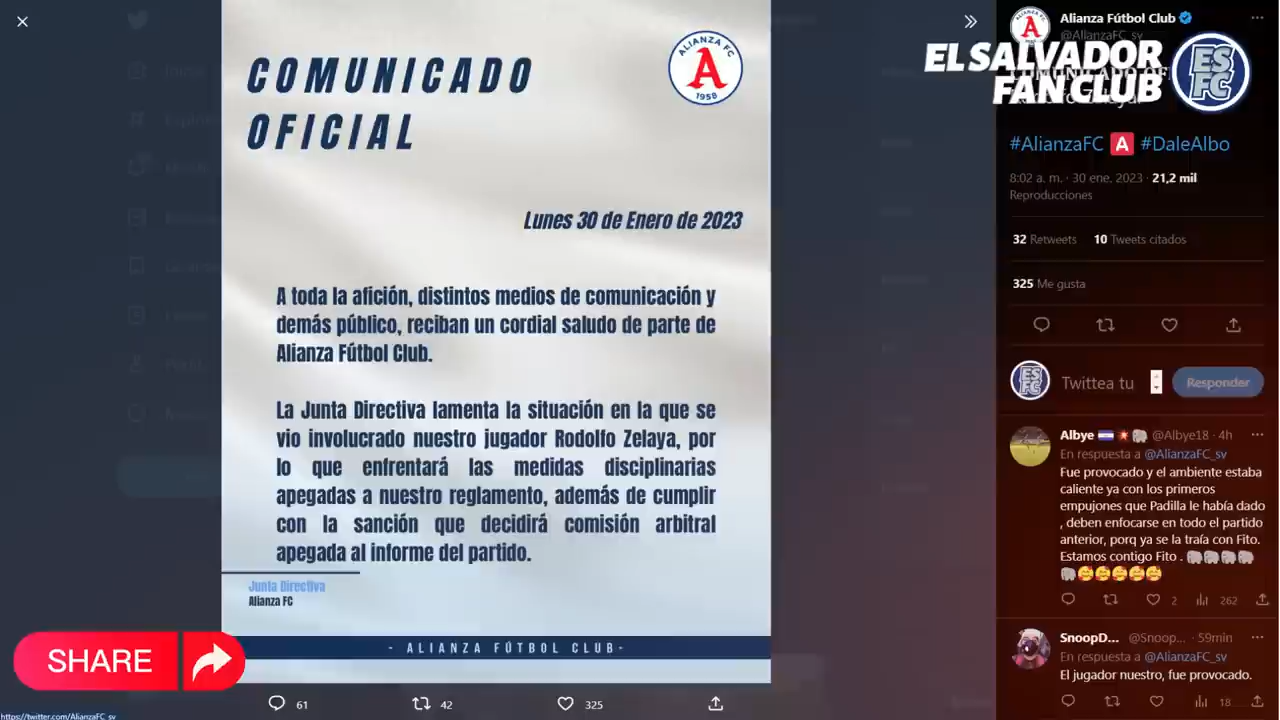 COMUNICADO
OFICIAL
ALIANZA FC
A
1958
Lunes 30 de Enero de 2023
A toda la afición, distintos medios de comunicación y
demás público, reciban un cordial saludo de parte de
Alianza Fútbol Club.
La Junta Directiva lamenta la situación en la que se
vio involucrado nuestro jugador Rodolfo Zelaya, por
lo que enfrentará las medidas disciplinarias
apegadas a nuestro reglamento, además de cumplir
con la sanción que decidirá comisión arbitral
apegada al informe del partido.
Junta Directiva
Alianza FC
- ALIANZA FÚTBOL CLUB-
SHARE
61
42
325
https://twitter.com/AlianzaFC_sv
Alianza Fútbol Club
@AlianzaFC_sv
EL SALVADOR
FAN CLUB
ES
FC
#AlianzaFC 🅰️ #DaleAlbo
8:02 a. m. · 30 ene. 2023 · 21,2 mil
Reproducciones
32 Retweets 10 Tweets citados
325 Me gusta
Twittea tu
Responder
Albye 🇸🇻💥🐘 @Albye18 · 4h
En respuesta a @AlianzaFC_sv
Fue provocado y el ambiente estaba
caliente ya con los primeros
empujones que Padilla le había dado
, deben enfocarse en todo el partido
anterior, porq ya se la traía con Fito.
Estamos contigo Fito . 🐘🐘🐘🐘
🐘🥰🥰🥰🥰🥰
2
262
SnoopD... @Snoop... · 59min
En respuesta a @AlianzaFC_sv
El jugador nuestro, fue provocado.
18